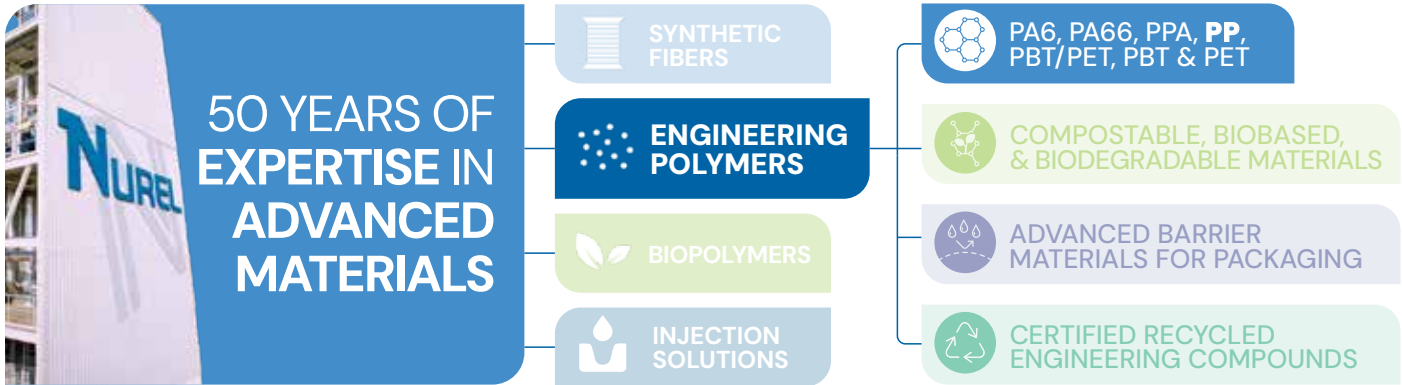 NUREL
50 YEARS OF
EXPERTISE IN
ADVANCED
MATERIALS
SYNTHETIC
FIBERS
ENGINEERING
POLYMERS
BIOPOLYMERS
INJECTION
SOLUTIONS
PA6, PA66, PPA, PP,
PBT/PET, PBT & PET
COMPOSTABLE, BIOBASED,
& BIODEGRADABLE MATERIALS
ADVANCED BARRIER
MATERIALS FOR PACKAGING
CERTIFIED RECYCLED
ENGINEERING COMPOUNDS